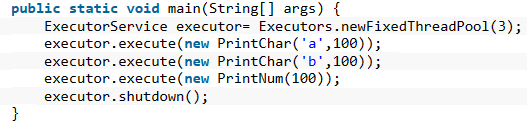 public static void main(String[] args) {
    ExecutorService executor= Executors.newFixedThreadPool(3);
    executor.execute(new PrintChar('a',100));
    executor.execute(new PrintChar('b',100));
    executor.execute(new PrintNum(100));
    executor.shutdown();
}